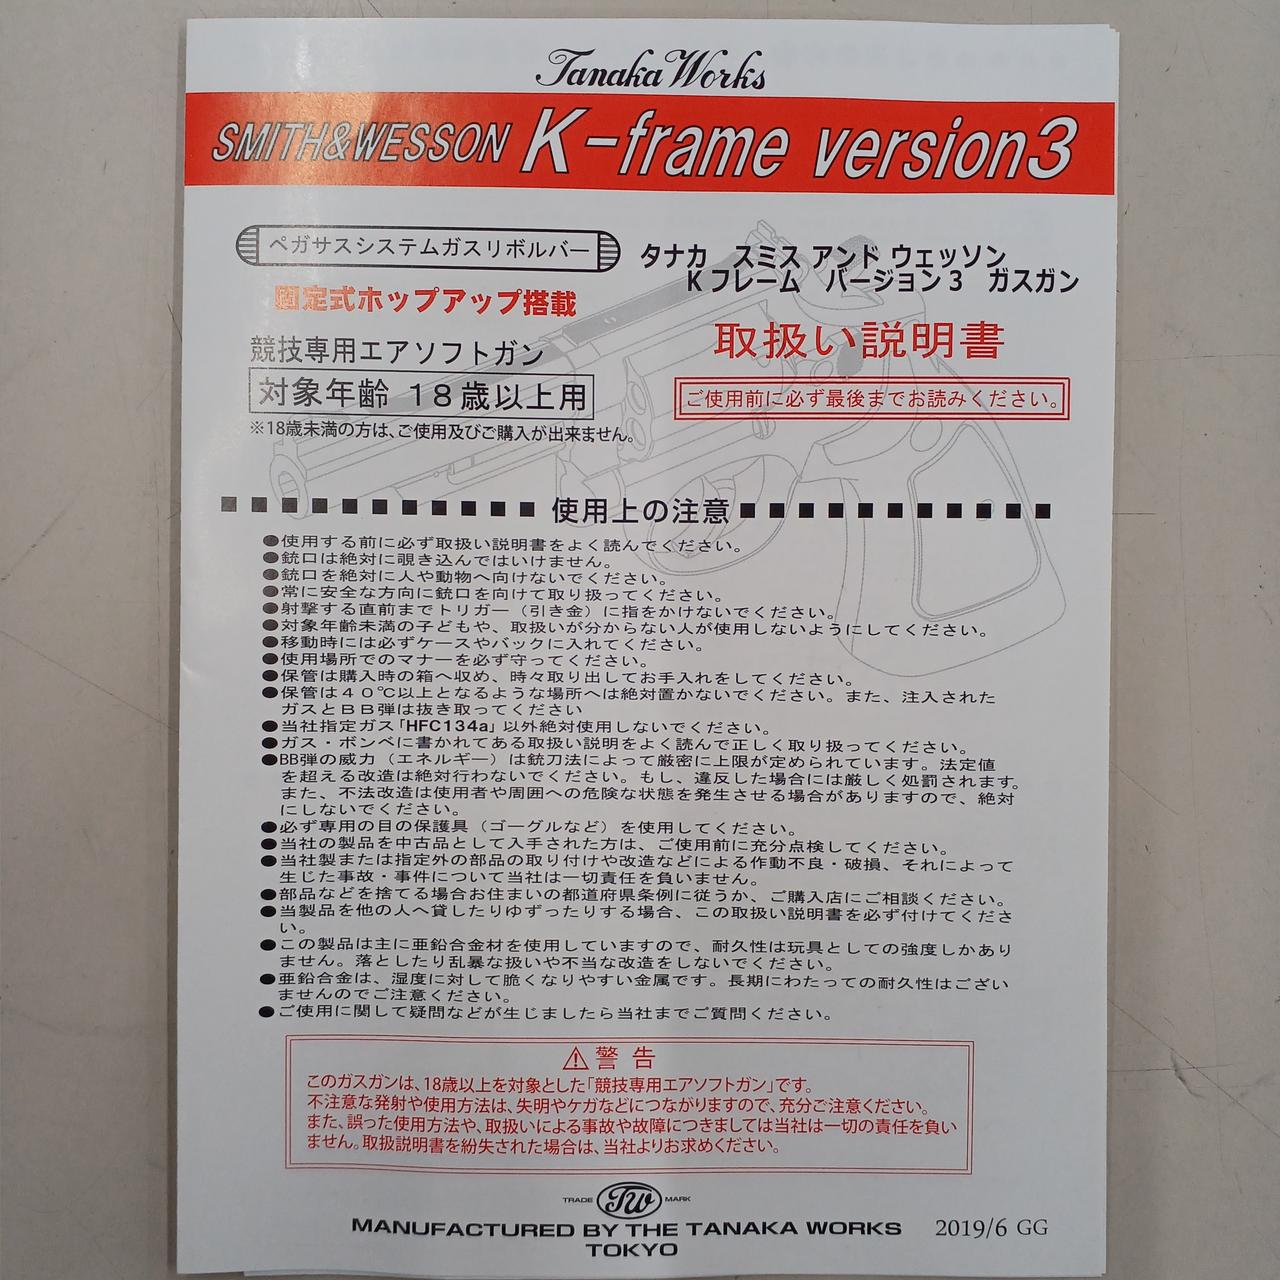 Tanaka Works
SMITH&WESSON K-frame version3
ペガサスシステムガスリボルバー
固定式ホップアップ搭載
競技専用エアソフトガン
対象年齢 18歳以上用
※18歳未満の方は、ご使用及びご購入が出来ません。
タナカ スミス アンド ウェッソン
K フレーム バージョン3 ガスガン
取扱い説明書
ご使用前に必ず最後までお読みください。
使用上の注意
●使用する前に必ず取扱い説明書をよく読んでください。
●銃口は絶対に覗き込んではいけません。
●銃口を絶対に人や動物へ向けないでください。
●常に安全な方向に銃口を向けて取り扱ってください。
●射撃する直前までトリガー（引き金）に指をかけないでください。
●対象年齢未満の子どもや、取扱いが分からない人が使用しないようにしてください。
●移動時には必ずケースやバックに入れてください。
●使用場所でのマナーを必ず守ってください。
●保管は購入時の箱へ収め、時々取り出してお手入れをしてください。
●保管は40℃以上となるような場所へは絶対置かないでください。また、注入された
ガスとBB弾は抜き取ってください
●当社指定ガス「HFC134a」以外絶対使用しないでください。
●ガス・ボンベに書かれてある取扱い説明をよく読んで正しく取り扱ってください。
●BB弾の威力（エネルギー）は銃刀法によって厳密に上限が定められています。法定値
を超える改造は絶対行わないでください。もし、違反した場合には厳しく処罰されます。
また、不法改造は使用者や周囲への危険な状態を発生させる場合がありますので、絶対
にしないでください。
●必ず専用の目の保護具（ゴーグルなど）を使用してください。
●当社の製品を中古品として入手された方は、ご使用前に充分点検してください。
●当社製または指定外の部品の取り付けや改造などによる作動不良・破損、それによって
生じた事故・事件について当社は一切責任を負いません。
●部品などを捨てる場合お住まいの都道府県条例に従うか、ご購入店にご相談ください。
●当製品を他の人へ貸したりゆずったりする場合、この取扱い説明書を必ず付けてくださ
い。
●この製品は主に亜鉛合金材を使用していますので、耐久性は玩具としての強度しかあり
ません。落としたり乱暴な扱いや不当な改造をしないでください。
●亜鉛合金は、湿度に対して脆くなりやすい金属です。長期にわたっての耐久性はござい
ませんのでご注意ください。
●ご使用に関して疑問などが生じましたら当社までご質問ください。
⚠警告
このガスガンは、18歳以上を対象とした「競技専用エアソフトガン」です。
不注意な発射や使用方法は、失明やケガなどにつながりますので、充分ご注意ください。
また、誤った使用方法や、取扱いによる事故や故障につきましては当社は一切の責任を負い
ません。取扱説明書を紛失された場合は、当社よりお求めください。
TRADE TW MARK
MANUFACTURED BY THE TANAKA WORKS
TOKYO
2019/6 GG